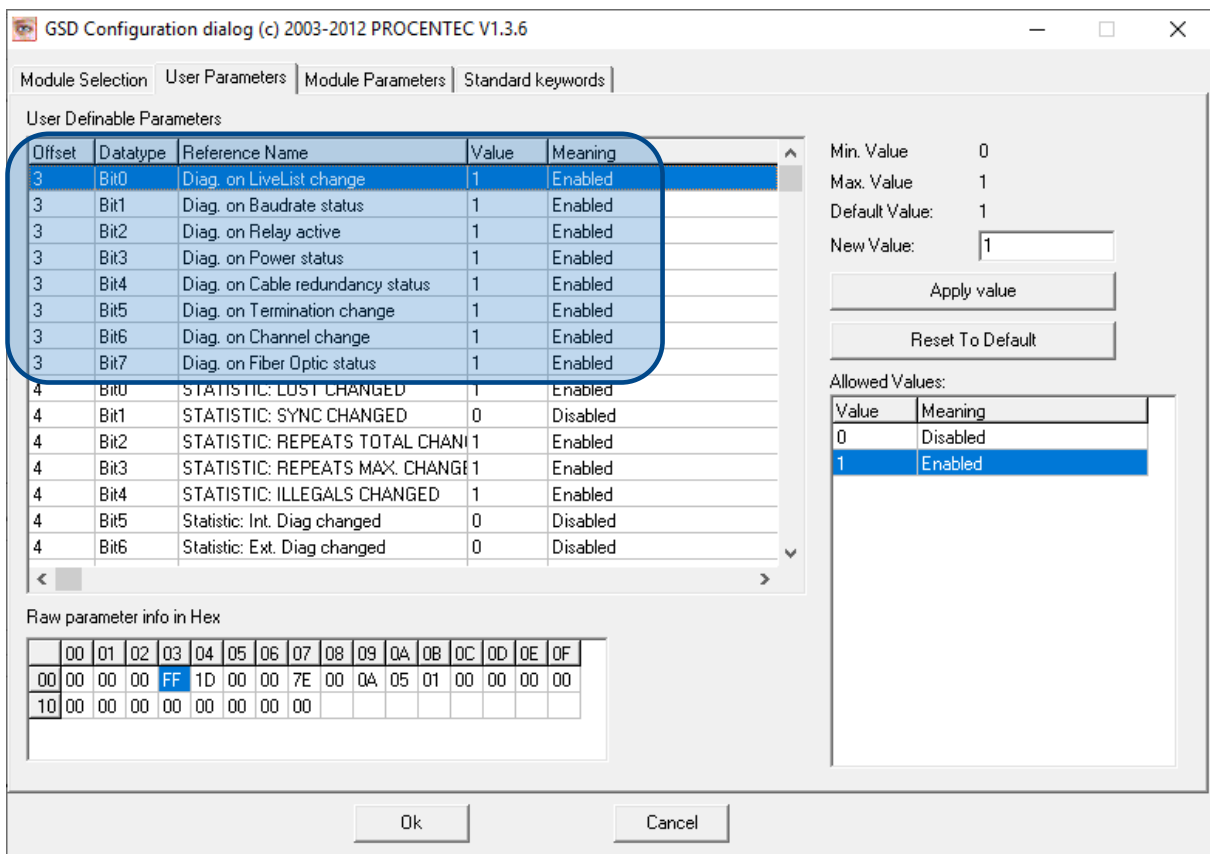 GSD Configuration dialog (c) 2003-2012 PROCENTEC V1.3.6
Module Selection User Parameters Module Parameters Standard keywords
User Definable Parameters
Offset Datatype Reference Name Value Meaning
3 Bit0 Diag. on LiveList change 1 Enabled
3 Bit1 Diag. on Baudrate status 1 Enabled
3 Bit2 Diag. on Relay active 1 Enabled
3 Bit3 Diag. on Power status 1 Enabled
3 Bit4 Diag. on Cable redundancy status 1 Enabled
3 Bit5 Diag. on Termination change 1 Enabled
3 Bit6 Diag. on Channel change 1 Enabled
3 Bit7 Diag. on Fiber Optic status 1 Enabled
4 Bit0 STATISTIC: LOST CHANGED 1 Enabled
4 Bit1 STATISTIC: SYNC CHANGED 0 Disabled
4 Bit2 STATISTIC: REPEATS TOTAL CHAN 1 Enabled
4 Bit3 STATISTIC: REPEATS MAX. CHANGE 1 Enabled
4 Bit4 STATISTIC: ILLEGALS CHANGED 1 Enabled
4 Bit5 Statistic: Int. Diag changed 0 Disabled
4 Bit6 Statistic: Ext. Diag changed 0 Disabled
Min. Value 0
Max. Value 1
Default Value: 1
New Value: 1
Apply value
Reset To Default
Allowed Values:
Value Meaning
0 Disabled
1 Enabled
Raw parameter info in Hex
00 01 02 03 04 05 06 07 08 09 0A 0B 0C 0D 0E 0F
00 00 00 00 FF 1D 00 00 7E 00 0A 05 01 00 00 00 00
10 00 00 00 00 00 00 00 00
Ok Cancel